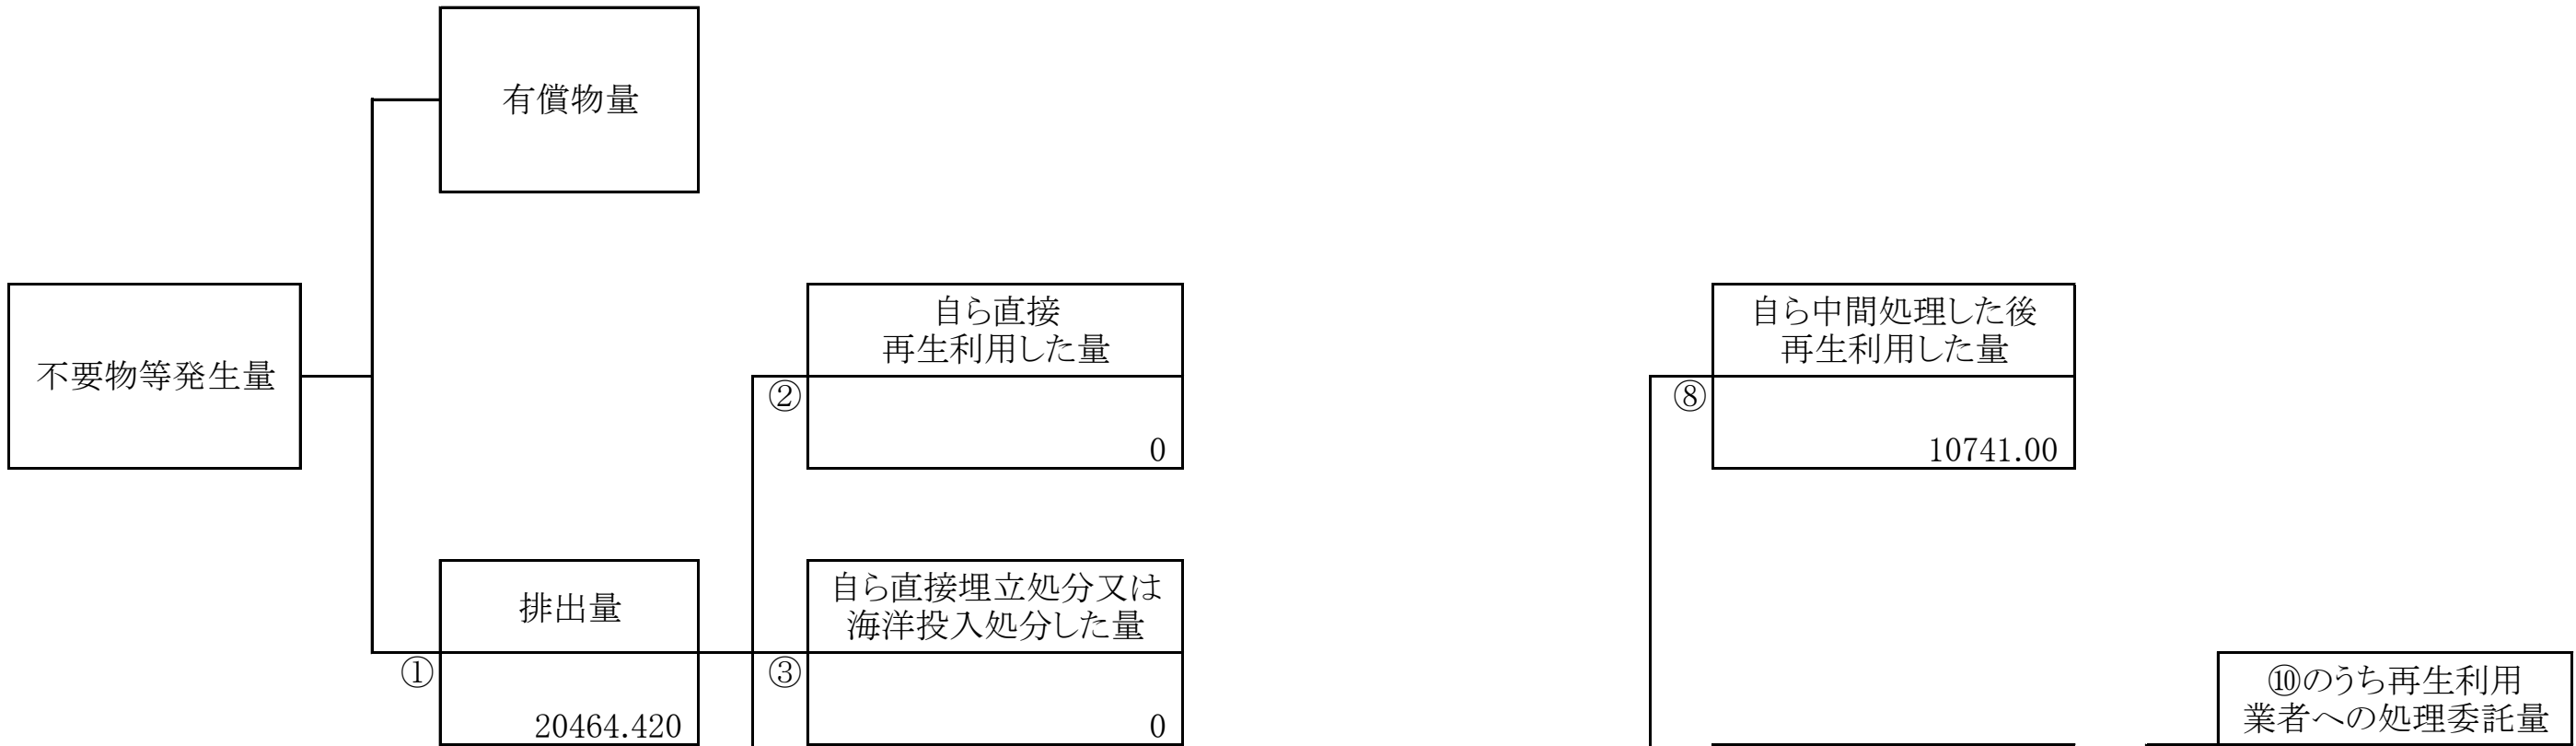 有償物量
不要物等発生量
自ら直接
再生利用した量
②
0
自ら中間処理した後
再生利用した量
⑧
10741.00
排出量
①
20464.420
自ら直接埋立処分又は
海洋投入処分した量
③
0
⑩のうち再生利用
業者への処理委託量